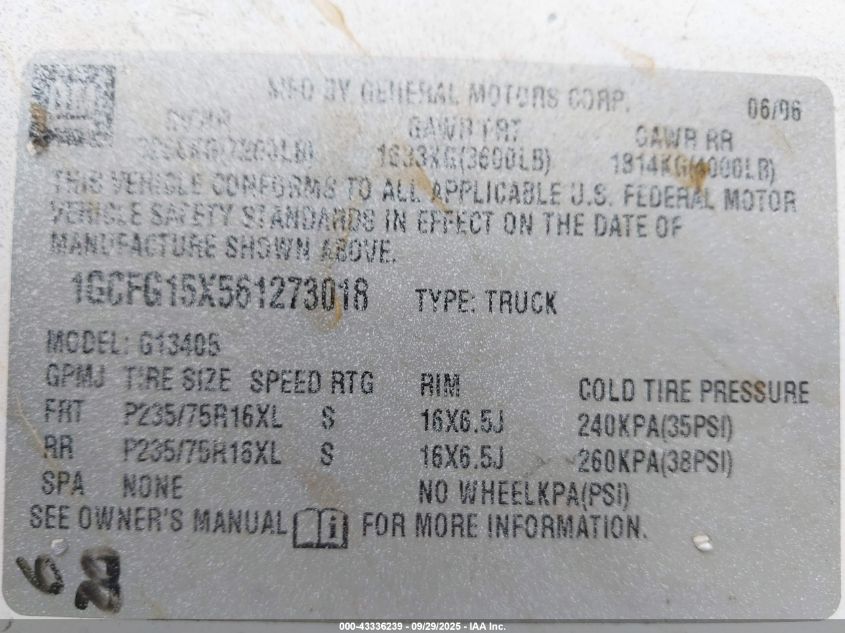 GM
MFD BY GENERAL MOTORS CORP. 06/06
GVWR GAWR FRT GAWR RR
1633KG(3600LB) 1814KG(4000LB)
THIS VEHICLE CONFORMS TO ALL APPLICABLE U.S. FEDERAL MOTOR
VEHICLE SAFETY STANDARDS IN EFFECT ON THE DATE OF
MANUFACTURE SHOWN ABOVE.
1GCFG15X561273018 TYPE: TRUCK
MODEL: G13405
GPMJ TIRE SIZE SPEED RTG RIM COLD TIRE PRESSURE
FRT P235/75R16XL S 16X6.5J 240KPA(35PSI)
RR P235/75R16XL S 16X6.5J 260KPA(38PSI)
SPA NONE NO WHEELKPA(PSI)
SEE OWNER'S MANUAL FOR MORE INFORMATION.
000-43336239 - 09/29/2025 - IAA Inc.